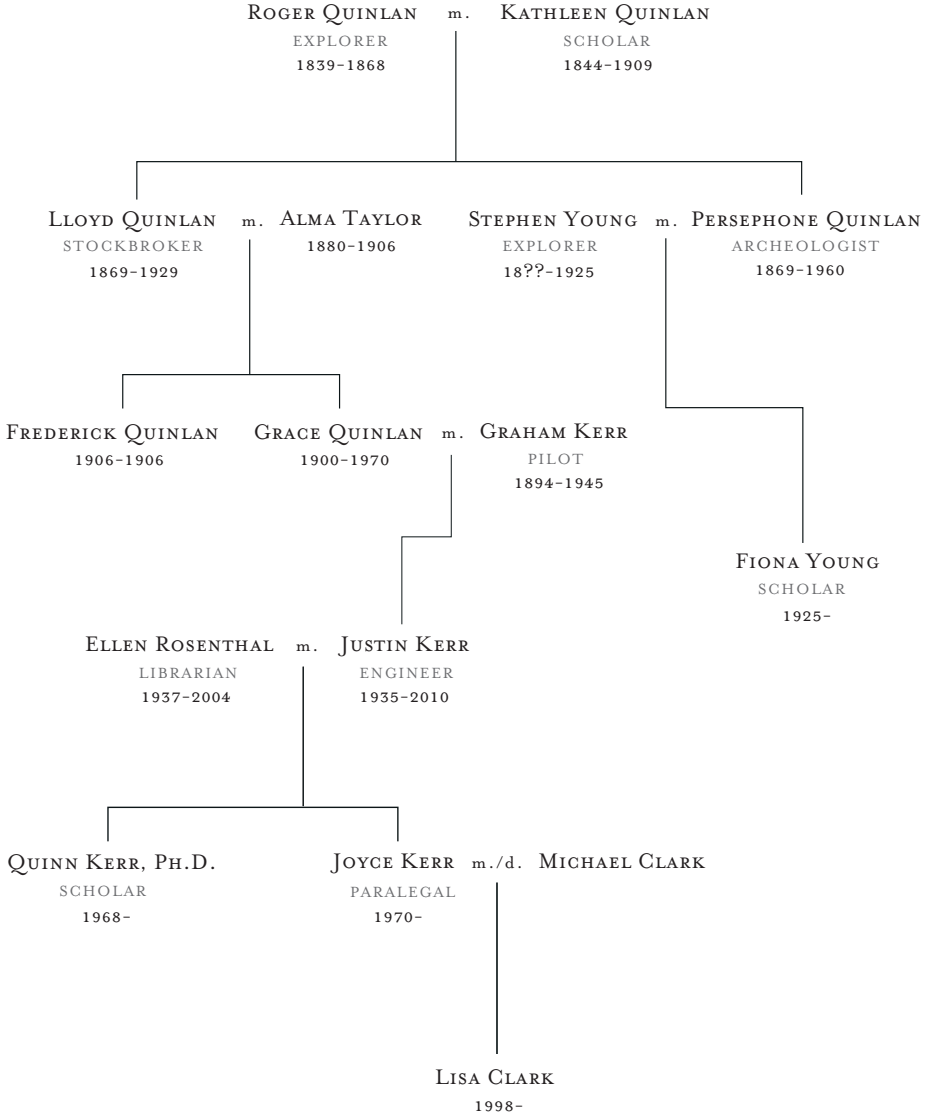 Roger Quinlan m. Kathleen Quinlan
Explorer Scholar
1839-1868 1844-1909
Lloyd Quinlan m. Alma Taylor Stephen Young m. Persephone Quinlan
Stockbroker 1880-1906 Explorer Archeologist
1869-1929 18??-1925 1869-1960
Frederick Quinlan Grace Quinlan m. Graham Kerr
1906-1906 1900-1970 Pilot
1894-1945
Fiona Young
Scholar
1925-
Ellen Rosenthal m. Justin Kerr
Librarian Engineer
1937-2004 1935-2010
Quinn Kerr, Ph.D. Joyce Kerr m./d. Michael Clark
Scholar Paralegal
1968- 1970-
Lisa Clark
1998-